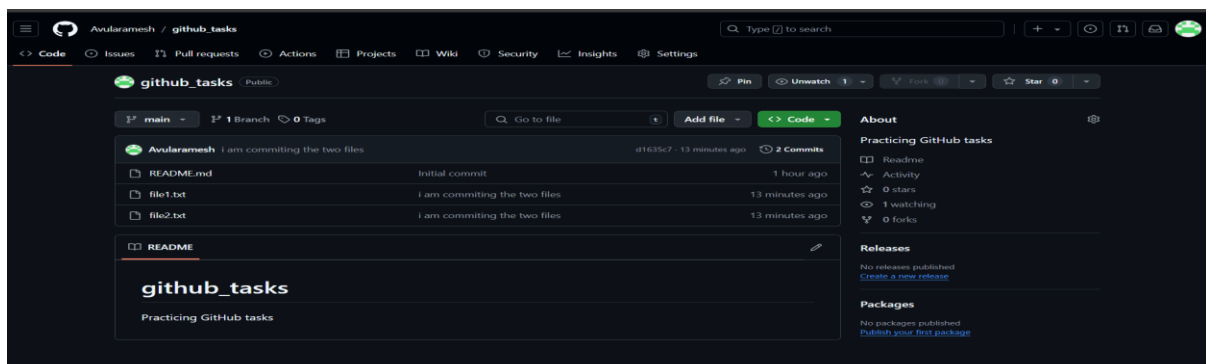 Avularamesh / github_tasks
Type / to search
Code Issues Pull requests Actions Projects Wiki Security Insights Settings
github_tasks Public
Pin Unwatch 1 Fork 0 Star 0
main 1 Branch 0 Tags
Go to file t Add file Code
Avularamesh i am commiting the two files d1635c7 · 13 minutes ago 2 Commits
README.md Initial commit 1 hour ago
file1.txt i am commiting the two files 13 minutes ago
file2.txt i am commiting the two files 13 minutes ago
README
github_tasks
Practicing GitHub tasks
About
Practicing GitHub tasks
Readme
Activity
0 stars
1 watching
0 forks
Releases
No releases published
Create a new release
Packages
No packages published
Publish your first package